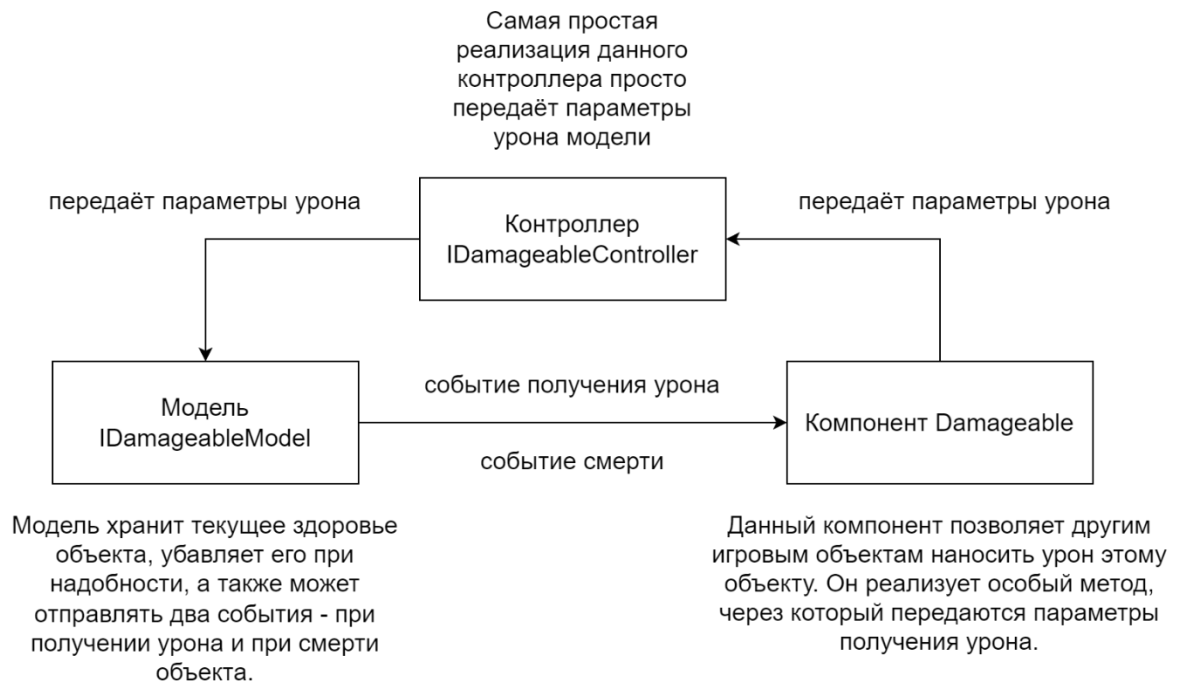 Самая простая
реализация данного
контроллера просто
передаёт параметры
урона модели
передаёт параметры урона
Контроллер
IDamageableController
передаёт параметры урона
Модель
IDamageableModel
событие получения урона
событие смерти
Компонент Damageable
Модель хранит текущее здоровье
объекта, убавляет его при
надобности, а также может
отправлять два события - при
получении урона и при смерти
объекта.
Данный компонент позволяет другим
игровым объектам наносить урон этому
объекту. Он реализует особый метод,
через который передаются параметры
получения урона.